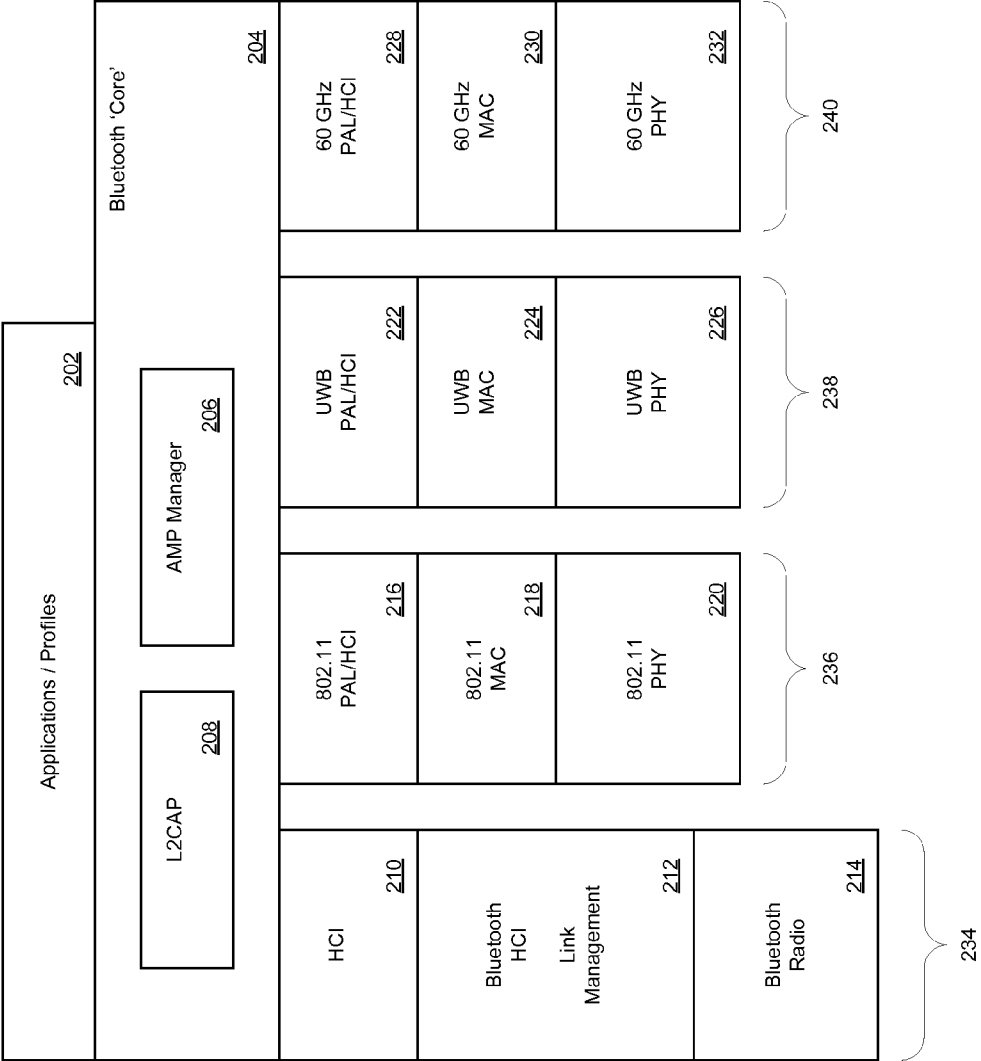 Applications / Profiles
202
Bluetooth ‘Core’
204
L2CAP
208
AMP Manager
206
HCI
210
Bluetooth
HCI
Link
Management
212
Bluetooth
Radio
214
234
802.11
PAL/HCI
216
802.11
MAC
218
802.11
PHY
220
236
UWB
PAL/HCI
222
UWB
MAC
224
UWB
PHY
226
238
60 GHz
PAL/HCI
228
60 GHz
MAC
230
60 GHz
PHY
232
240